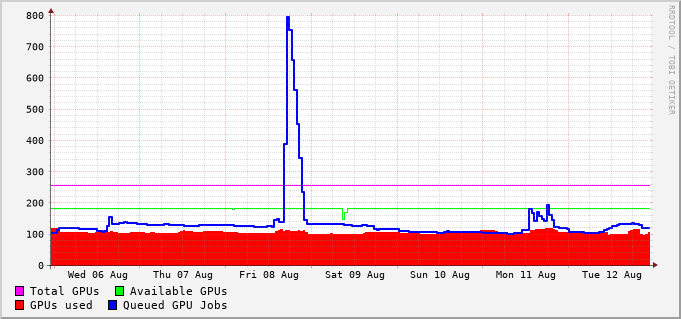 800
700
600
500
400
300
200
100
0
Wed 06 Aug Thu 07 Aug Fri 08 Aug Sat 09 Aug Sun 10 Aug Mon 11 Aug Tue 12 Aug
Total GPUs Available GPUs
GPUs used Queued GPU Jobs
RRDTOOL / TOBI OETIKER